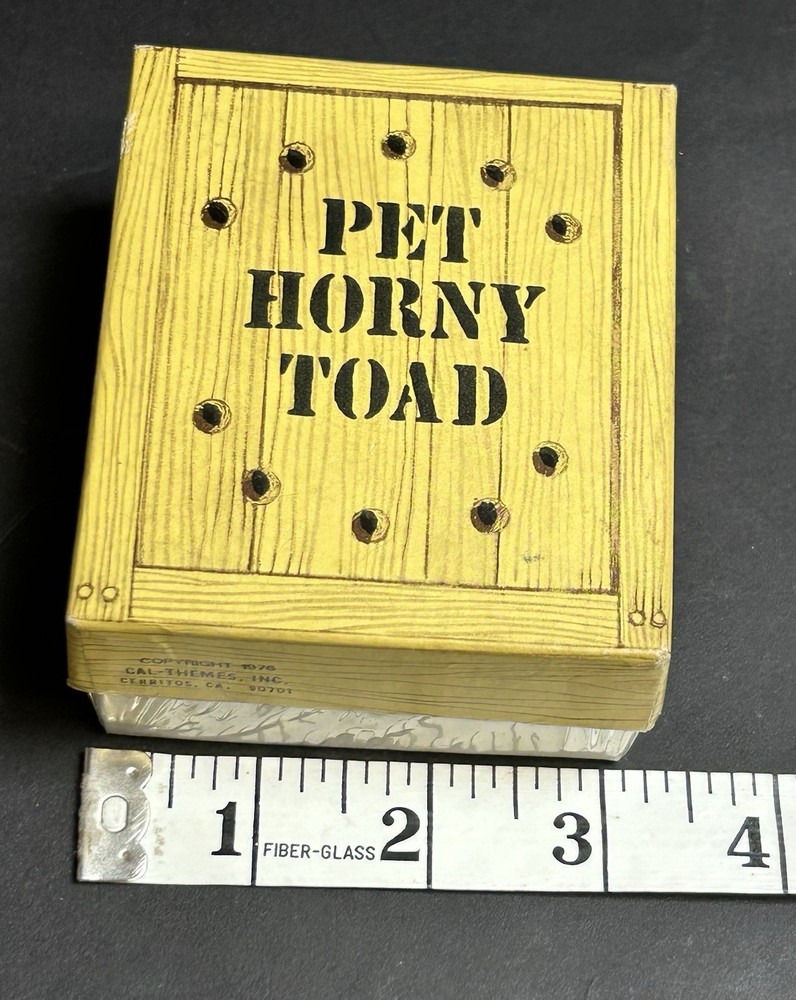 PET
HORNY
TOAD
COPYRIGHT 1976
CAL-THEMES, INC.
CERRITOS, CA. 90701
1 FIBER-GLASS 2 3 4